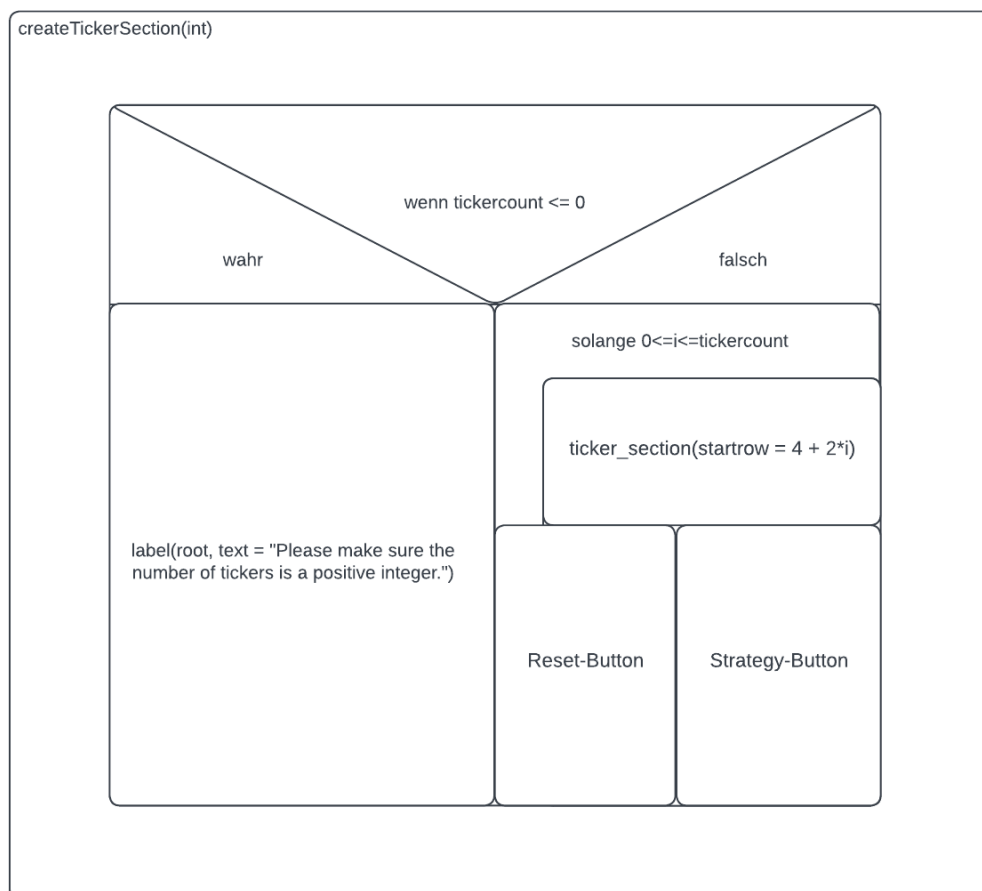 createTickerSection(int)
wenn tickercount <= 0
wahr
falsch
solange 0<=i<=tickercount
ticker_section(startrow = 4 + 2*i)
label(root, text = "Please make sure the
number of tickers is a positive integer.")
Reset-Button
Strategy-Button